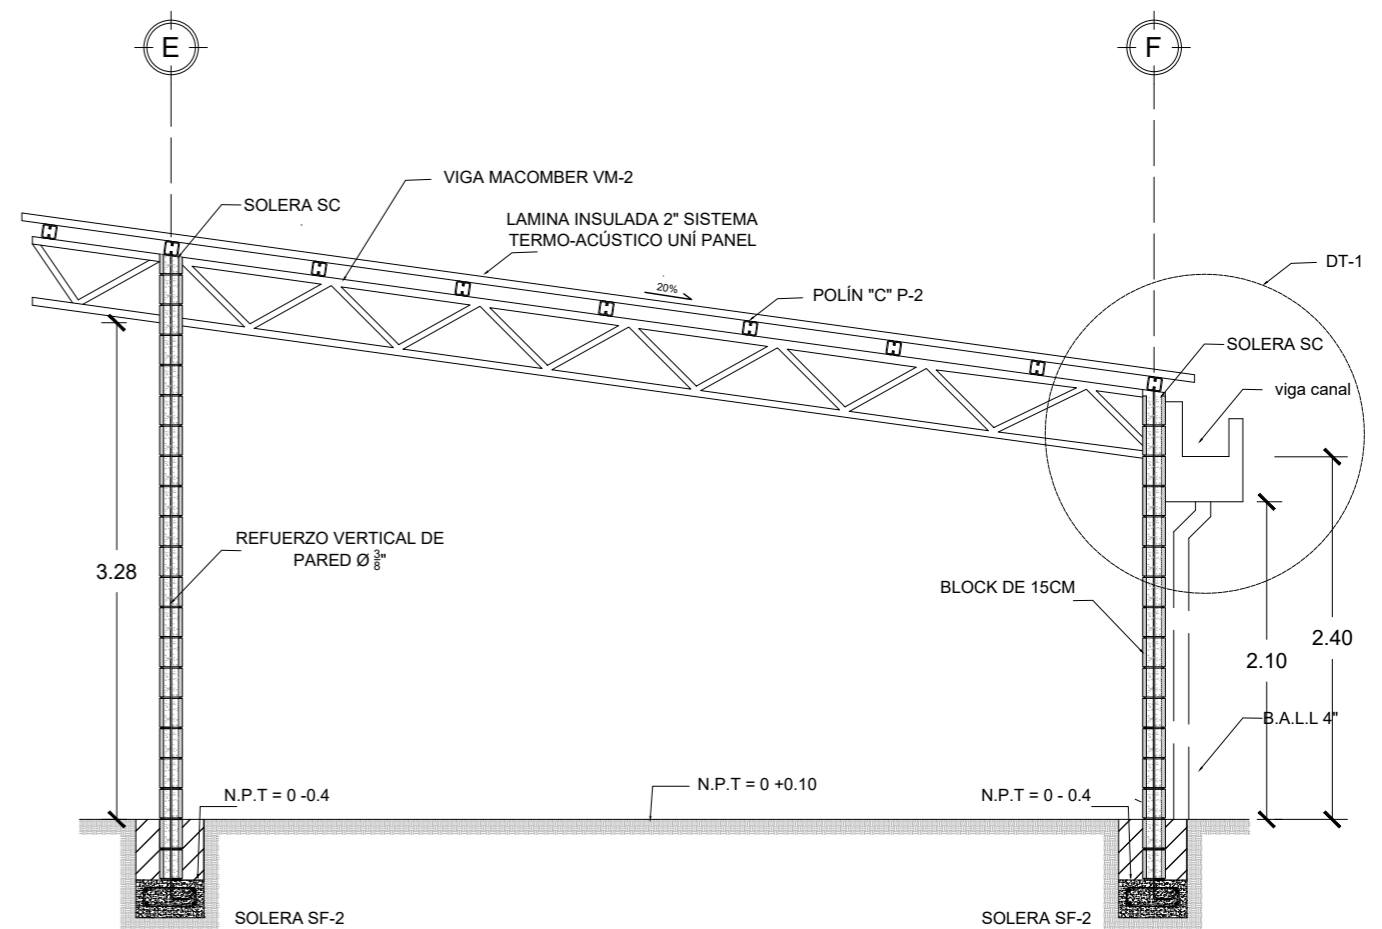 E
F
VIGA MACOMBER VM-2
SOLERA SC
LAMINA INSULADA 2" SISTEMA
TERMO-ACÚSTICO UNÍ PANEL
DT-1
20%
POLÍN "C" P-2
SOLERA SC
viga canal
REFUERZO VERTICAL DE
PARED Ø 3/8"
3.28
BLOCK DE 15CM
2.40
2.10
B.A.L.L 4"
N.P.T = 0 -0.4
N.P.T = 0 +0.10
N.P.T = 0 - 0.4
SOLERA SF-2
SOLERA SF-2